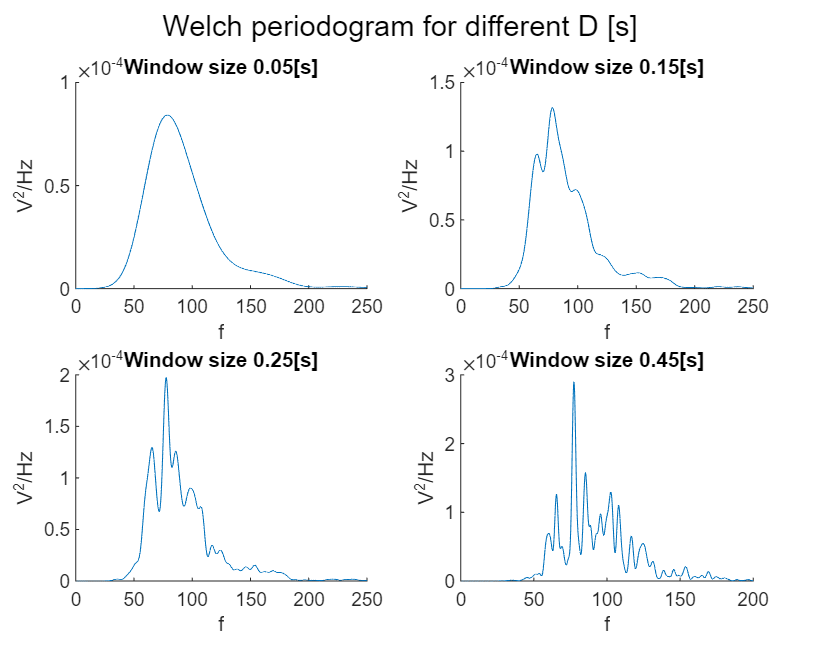 Welch periodogram for different D [s]
×10⁻⁴ Window size 0.05[s]
1
0.5
0
V²/Hz
0 50 100 150 200 250
f
×10⁻⁴ Window size 0.15[s]
1.5
1
0.5
0
V²/Hz
0 50 100 150 200 250
f
×10⁻⁴ Window size 0.25[s]
2
1.5
1
0.5
0
V²/Hz
0 50 100 150 200 250
f
×10⁻⁴ Window size 0.45[s]
3
2
1
0
V²/Hz
0 50 100 150 200
f